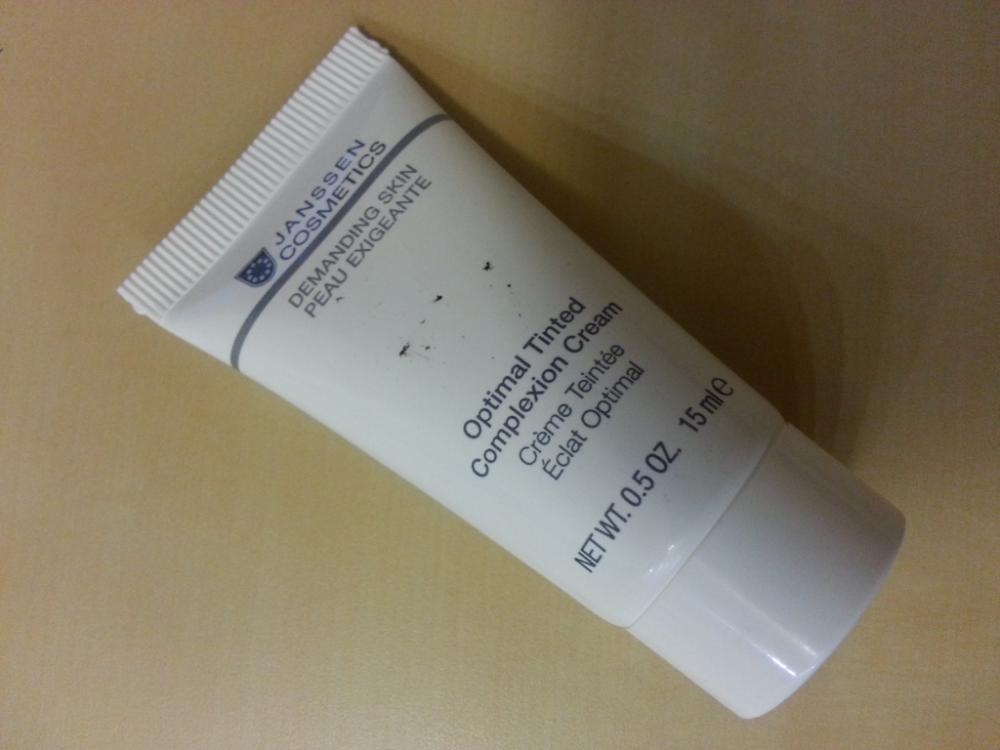 JANSSEN
COSMETICS
DEMANDING SKIN
PEAU EXIGEANTE
Optimal Tinted
Complexion Cream
Crème Teintée
Éclat Optimal
NET WT. 0.5 OZ. 15 ml ℮